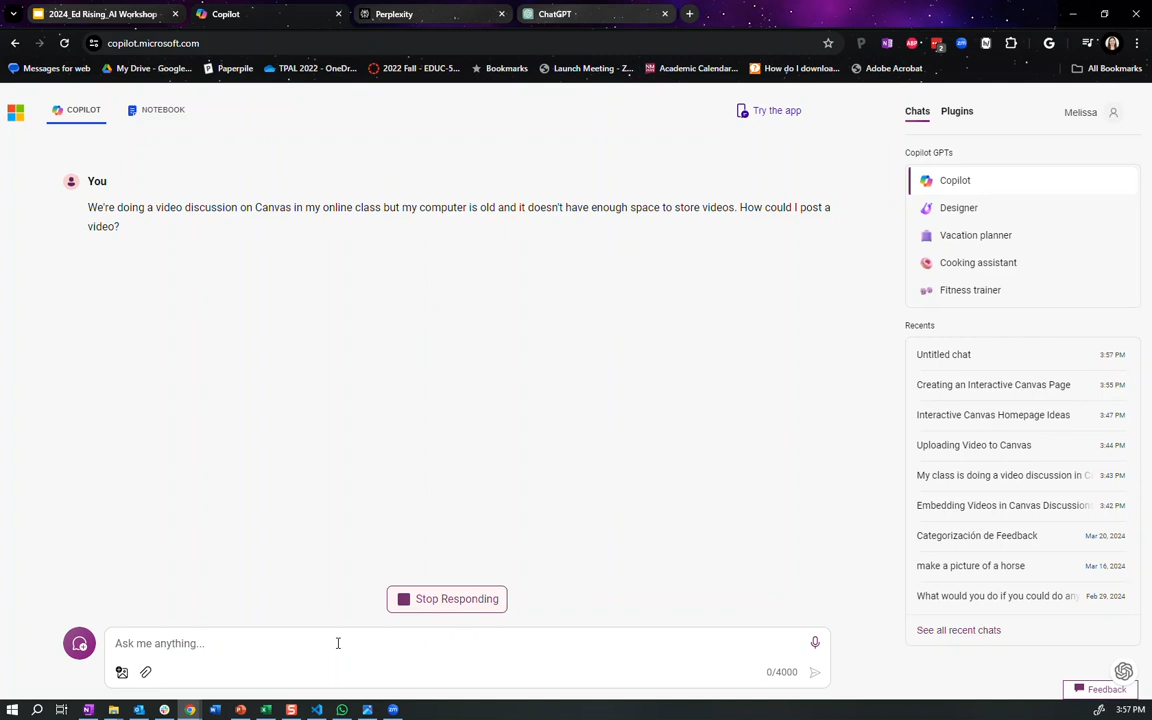 2024_Ed Rising_AI Workshop
Copilot
Perplexity
ChatGPT
copilot.microsoft.com
Messages for web
My Drive - Google...
Paperpile
TPAL 2022 - OneDr...
2022 Fall - EDUC-5...
Bookmarks
Launch Meeting - Z...
Academic Calendar...
How do I downloa...
Adobe Acrobat
All Bookmarks
COPILOT
NOTEBOOK
Try the app
Chats
Plugins
Melissa
You
We're doing a video discussion on Canvas in my online class but my computer is old and it doesn't have enough space to store videos. How could I post a
video?
Copilot GPTs
Copilot
Designer
Vacation planner
Cooking assistant
Fitness trainer
Recents
Untitled chat 3:57 PM
Creating an Interactive Canvas Page 3:55 PM
Interactive Canvas Homepage Ideas 3:47 PM
Uploading Video to Canvas 3:44 PM
My class is doing a video discussion in C 3:43 PM
Embedding Videos in Canvas Discussion 3:42 PM
Categorización de Feedback Mar 20, 2024
make a picture of a horse Mar 16, 2024
What would you do if you could do any Feb 29, 2024
See all recent chats
Stop Responding
Ask me anything...
0/4000
Feedback
3:57 PM